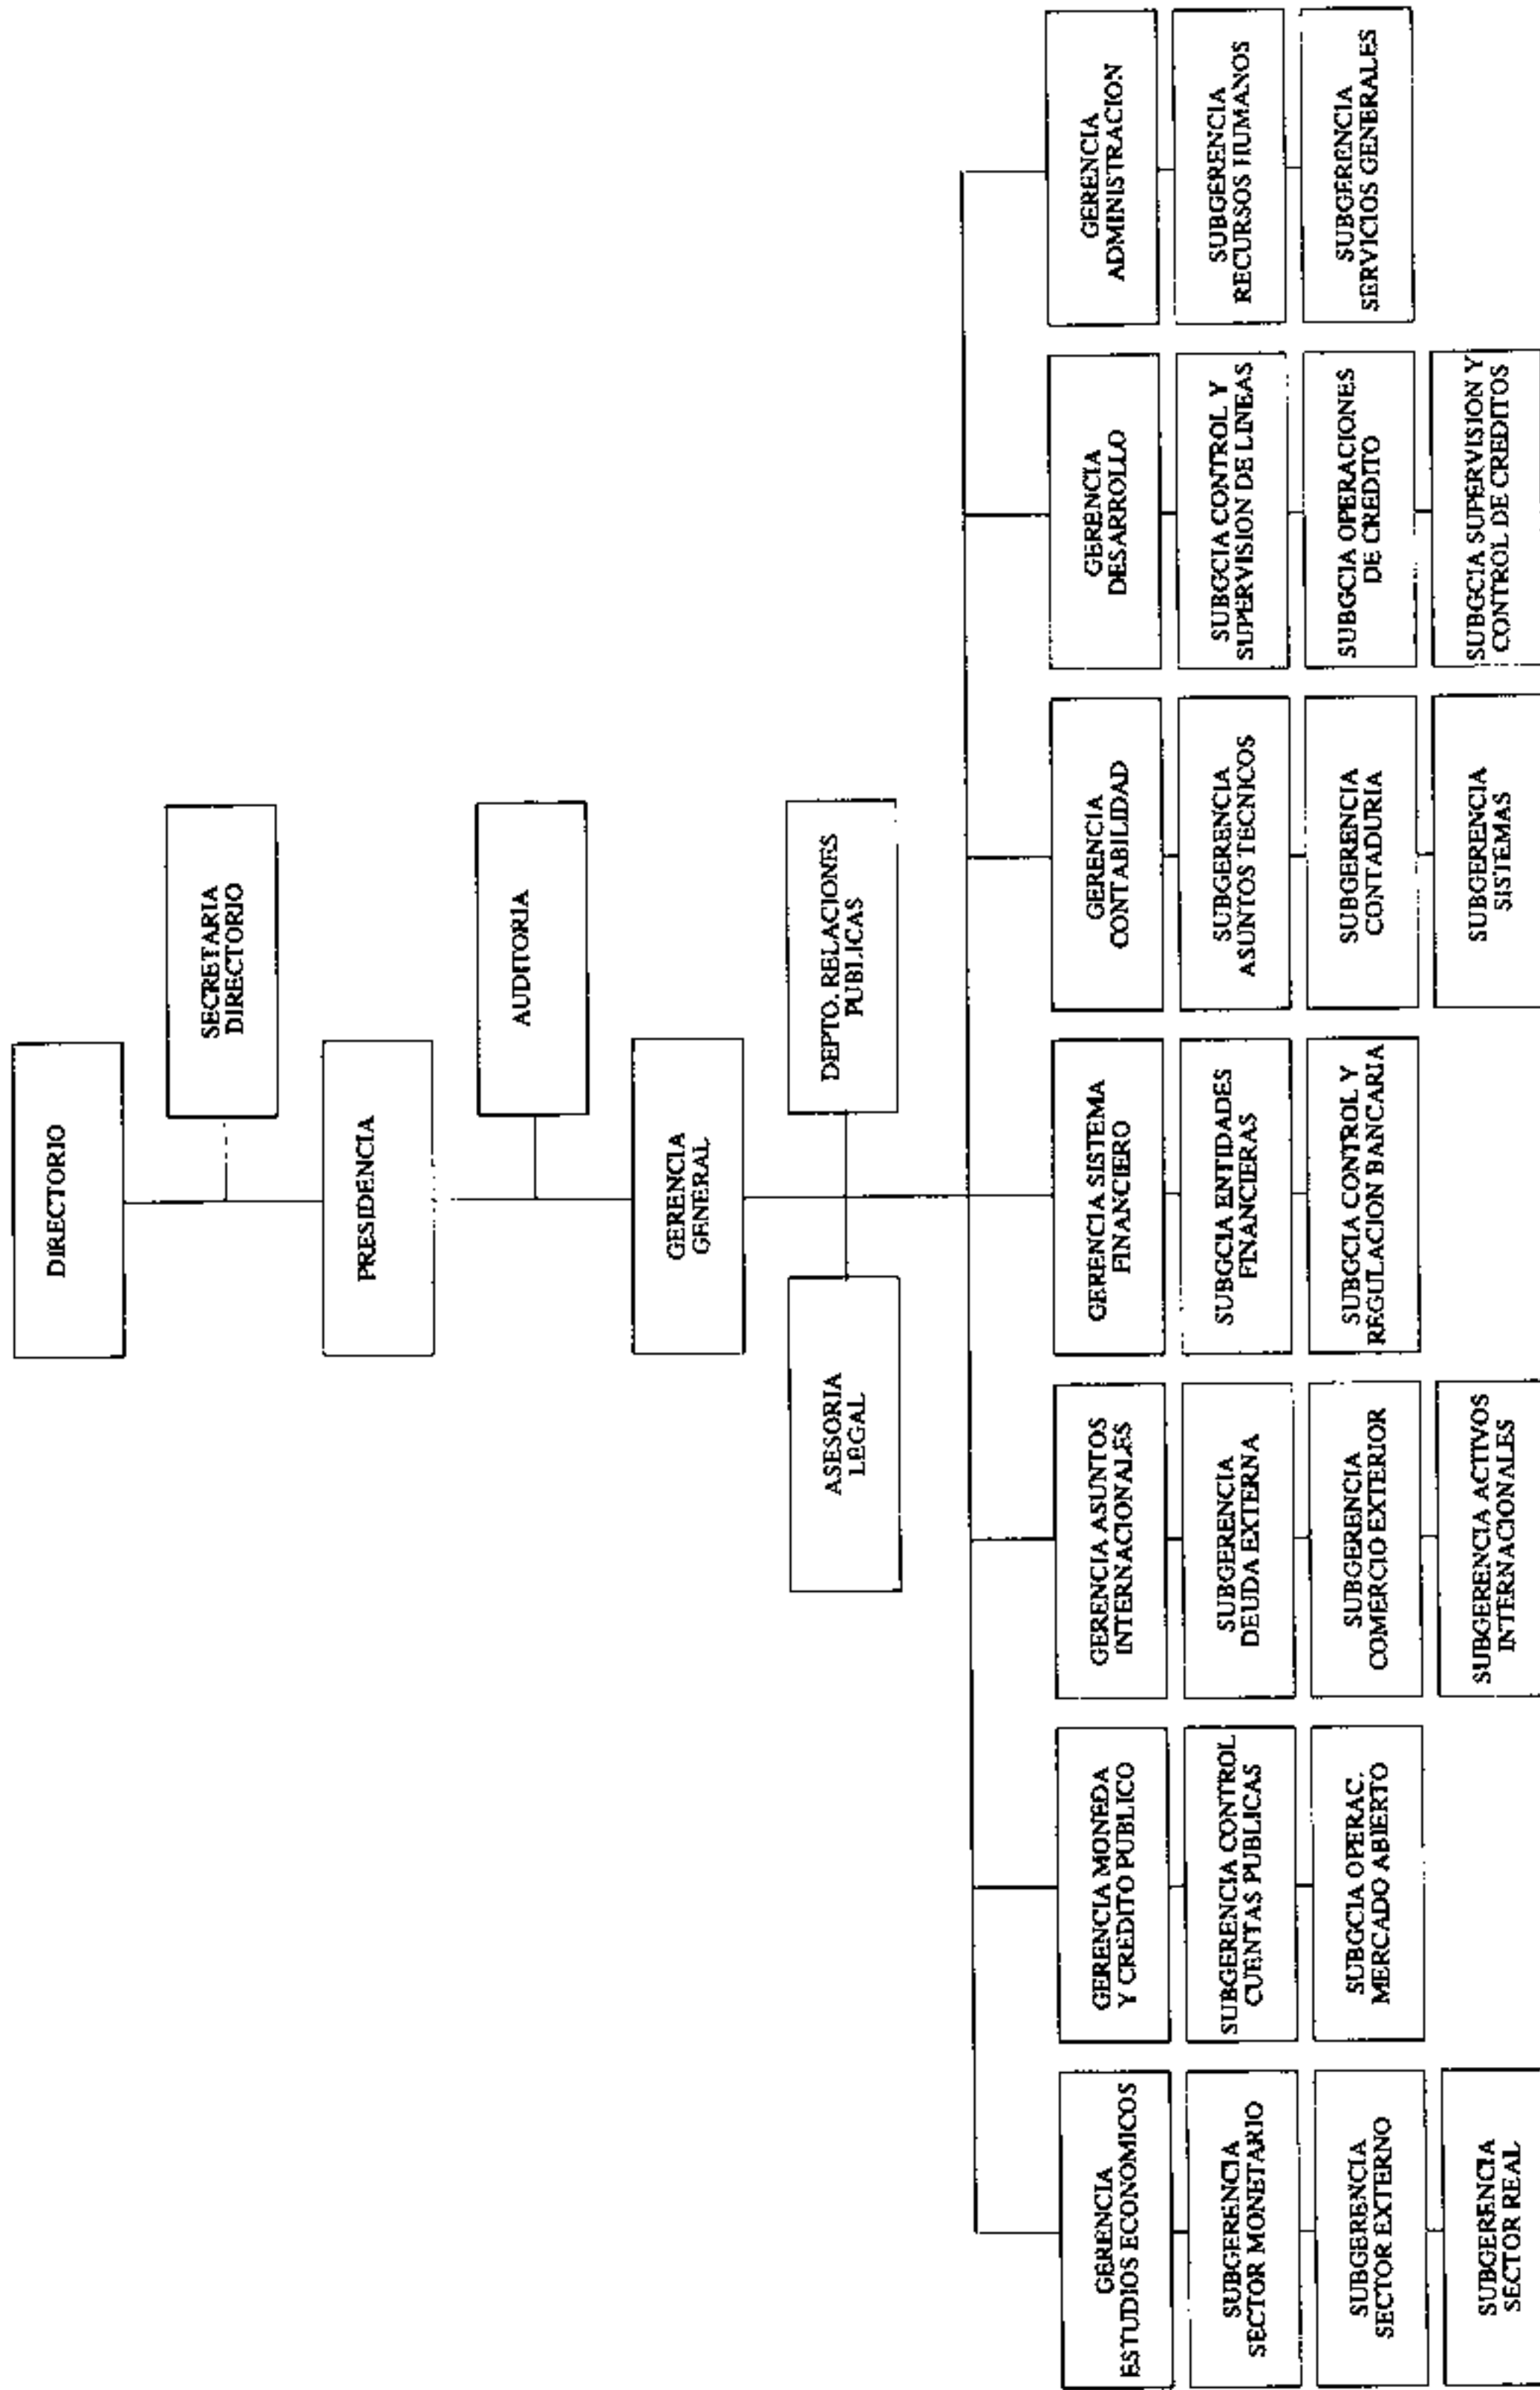 DIRECTORIO
SECRETARIA
DIRECTORIO
PRESIDENCIA
AUDITORIA
GERENCIA
GENERAL
ASESORIA
LEGAL
DEPTO. RELACIONES
PUBLICAS
GERENCIA
ESTUDIOS ECONOMICOS
SUBGERENCIA
SECTOR MONETARIO
SUBGERENCIA
SECTOR EXTERNO
SUBGERENCIA
SECTOR REAL
GERENCIA MONEDA
Y CREDITO PUBLICO
SUBGERENCIA CONTROL
CUENTAS PUBLICAS
SUBGCIA OPERAC.
MERCADO ABIERTO
GERENCIA ASUNTOS
INTERNACIONALES
SUBGERENCIA
DEUDA EXTERNA
SUBGERENCIA
COMERCIO EXTERIOR
SUBGERENCIA ACTIVOS
INTERNACIONALES
GERENCIA SISTEMA
FINANCIERO
SUBGCIA ENTIDADES
FINANCIERAS
SUBGCIA CONTROL Y
REGULACION BANCARIA
GERENCIA
CONTABILIDAD
SUBGERENCIA
ASUNTOS TECNICOS
SUBGERENCIA
CONTADURIA
SUBGERENCIA
SISTEMAS
GERENCIA
DESARROLLO
SUBGCIA CONTROL Y
SUPERVISION DE LINEAS
SUBGCIA OPERACIONES
DE CREDITO
SUBGCIA SUPERVISION Y
CONTROL DE CREDITOS
GERENCIA
ADMINISTRACION
SUBGERENCIA
RECURSOS HUMANOS
SUBGERENCIA
SERVICIOS GENERALES